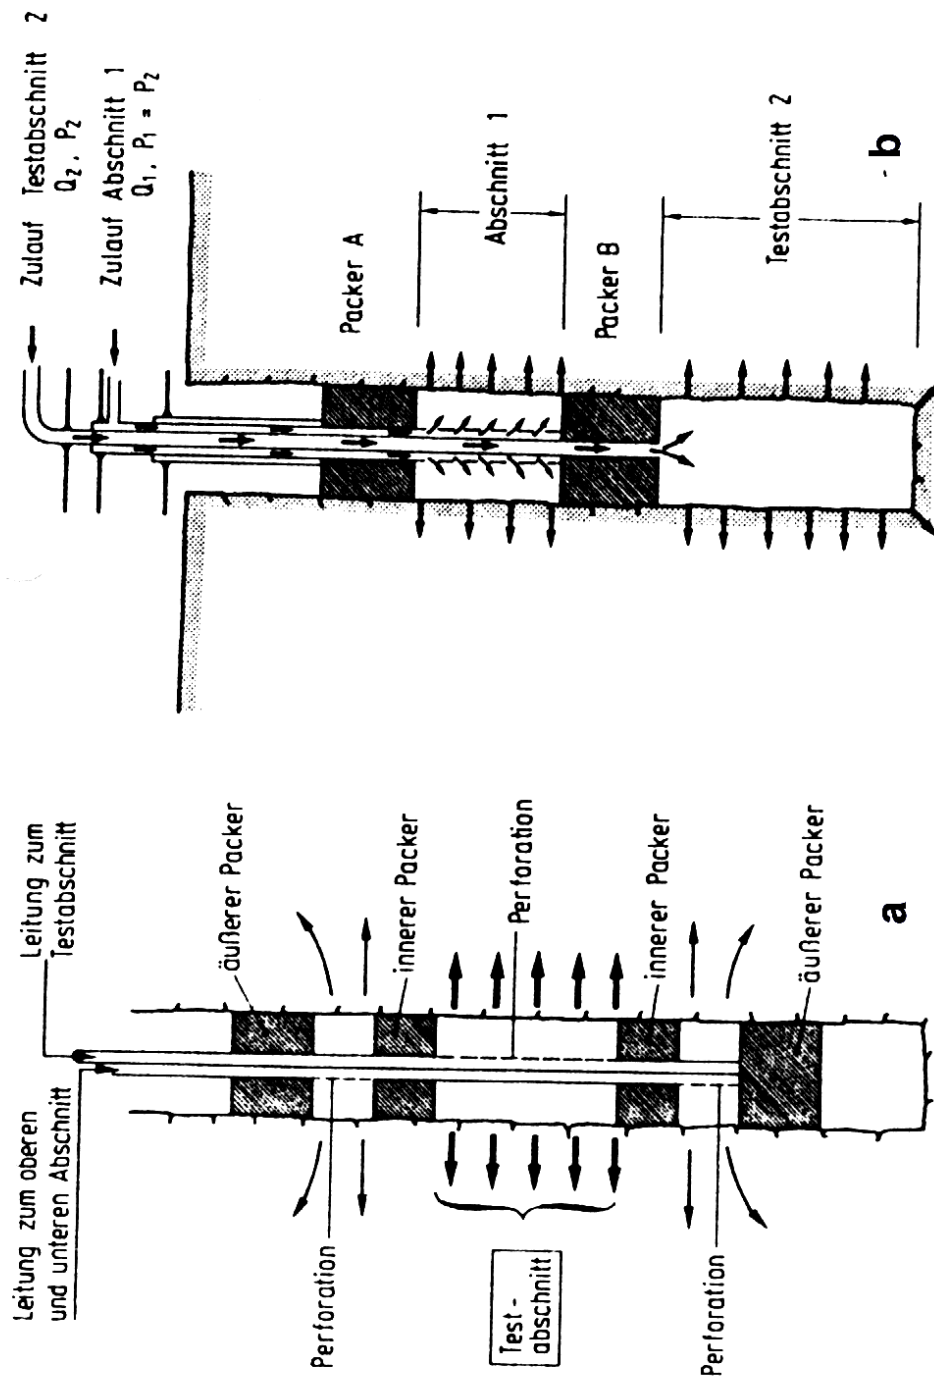 Leitung zum
Testabschnitt
Leitung zum oberen
und unteren Abschnitt
äußerer Packer
innerer Packer
Perforation
Perforation
Test-
abschnitt
innerer Packer
Perforation
äußerer Packer
a
Zulauf Testabschnitt 2
Q₂, P₂
Zulauf Abschnitt 1
Q₁, P₁ = P₂
Packer A
Abschnitt 1
Packer B
Testabschnitt 2
b